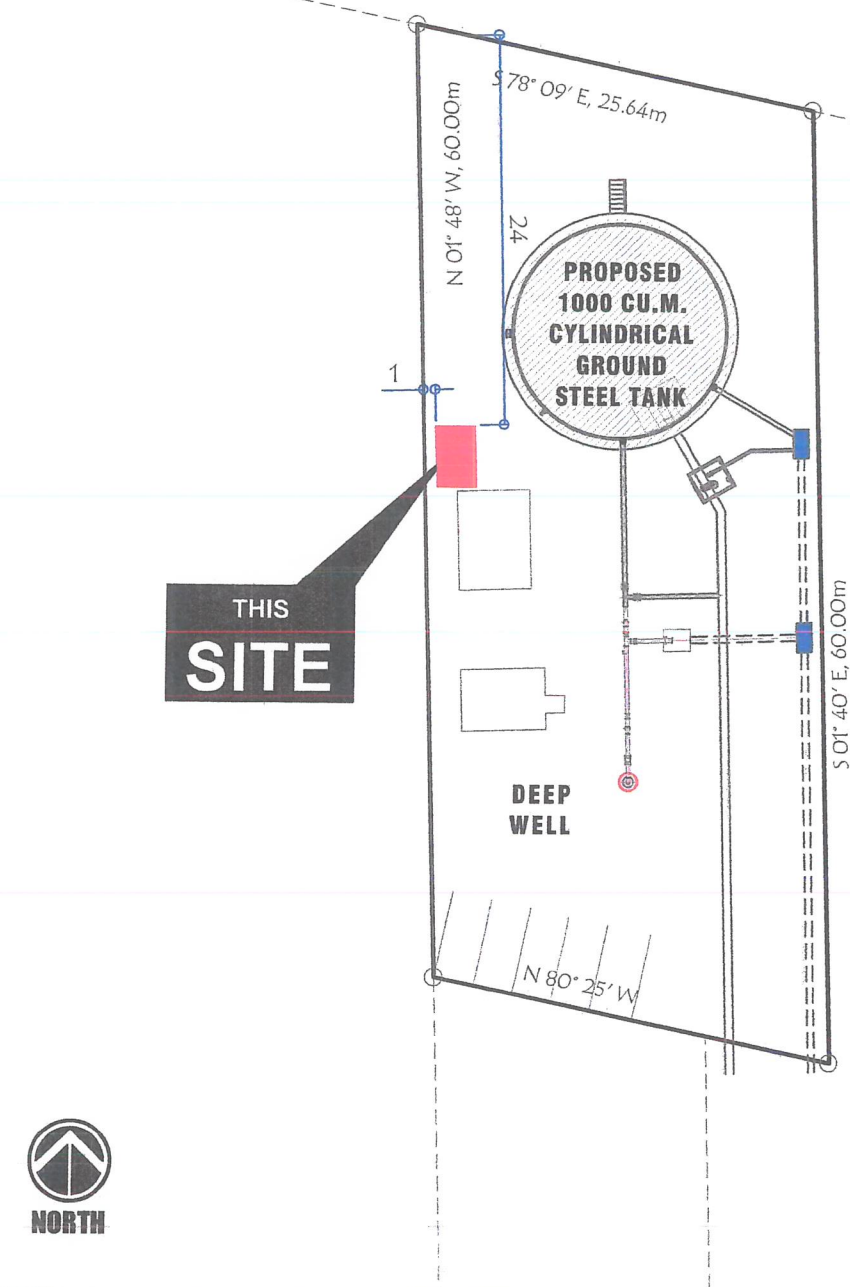 S 78° 09' E, 25.64m
N 01° 48' W, 60.00m
24
PROPOSED
1000 CU.M.
CYLINDRICAL
GROUND
STEEL TANK
1
THIS
SITE
S 01° 40' E, 60.00m
DEEP
WELL
N 80° 25' W
NORTH